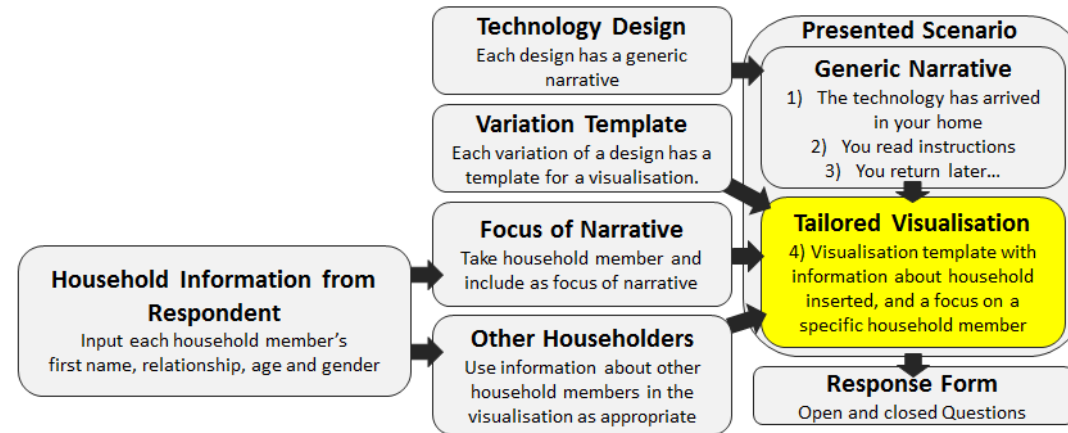 Technology Design
Each design has a generic
narrative
Variation Template
Each variation of a design has a
template for a visualisation.
Household Information from
Respondent
Input each household member’s
first name, relationship, age and gender
Focus of Narrative
Take household member and
include as focus of narrative
Other Householders
Use information about other
household members in the
visualisation as appropriate
Presented Scenario
Generic Narrative
1) The technology has arrived
in your home
2) You read instructions
3) You return later…
Tailored Visualisation
4) Visualisation template with
information about household
inserted, and a focus on a
specific household member
Response Form
Open and closed Questions